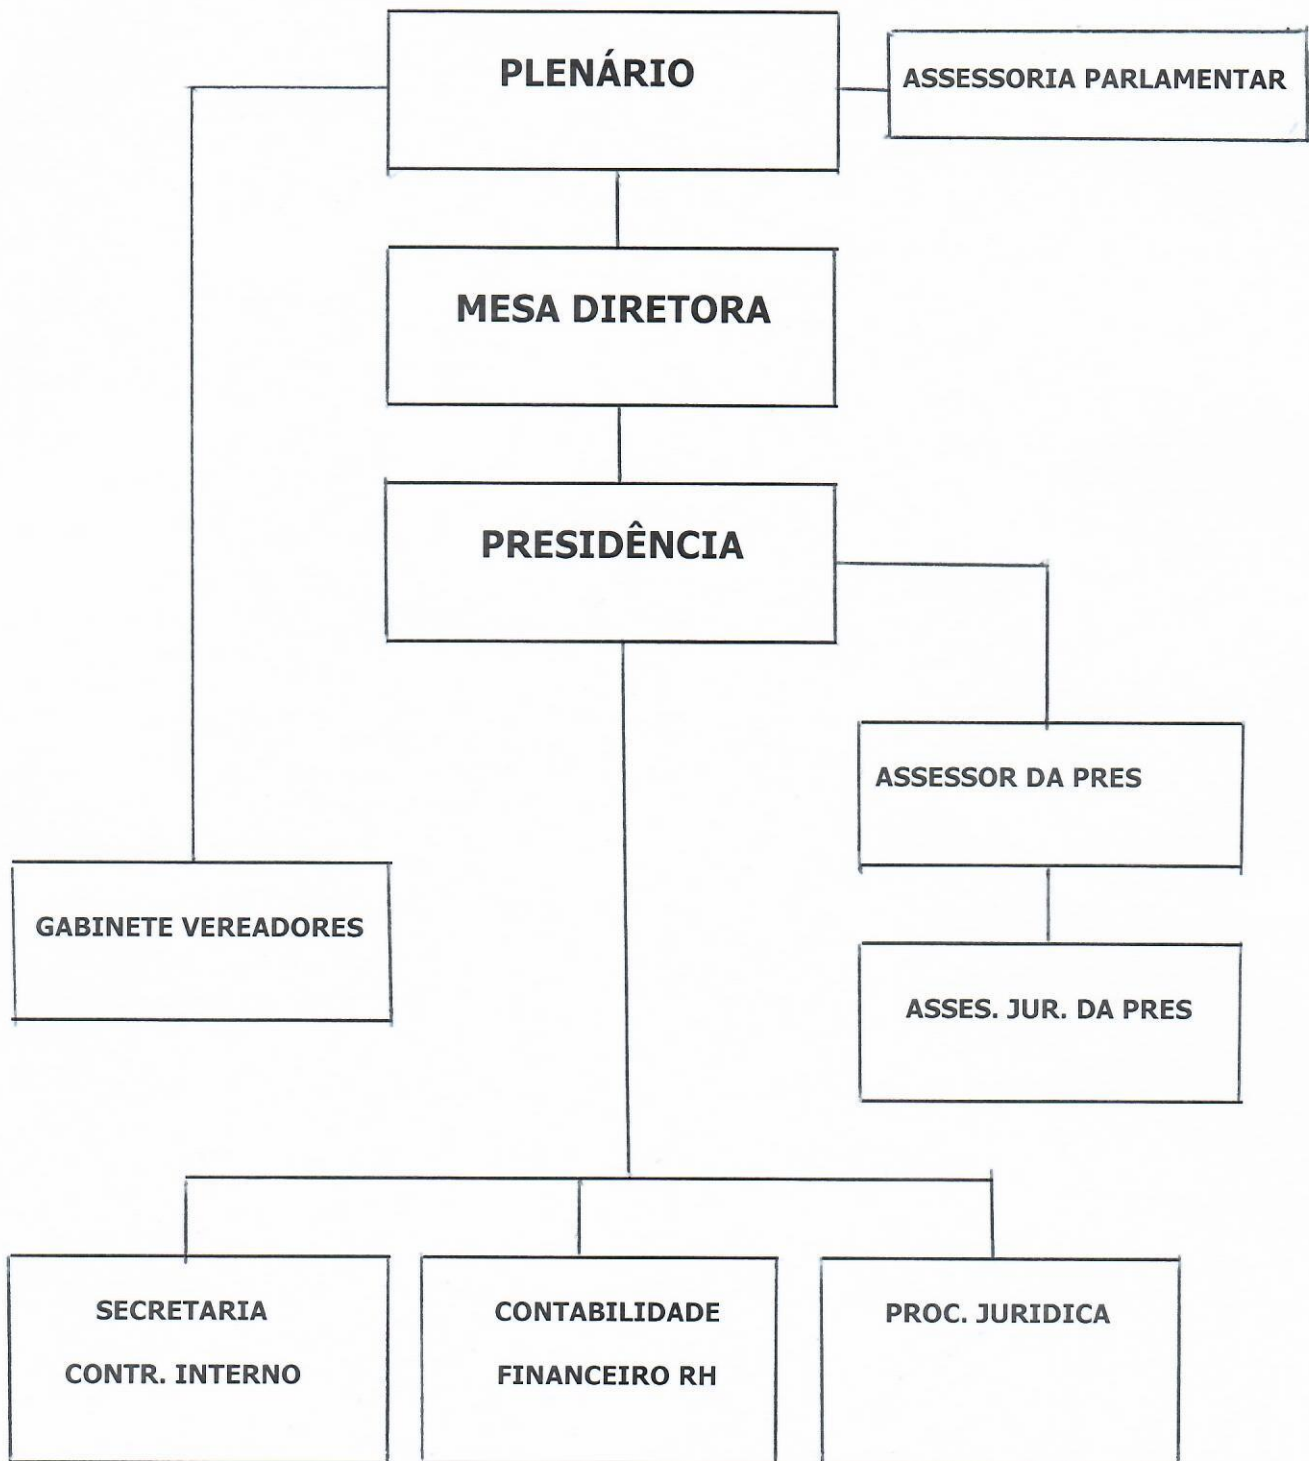 PLENÁRIO
ASSESSORIA PARLAMENTAR
MESA DIRETORA
PRESIDÊNCIA
ASSESSOR DA PRES
GABINETE VEREADORES
ASSES. JUR. DA PRES
SECRETARIA
CONTR. INTERNO
CONTABILIDADE
FINANCEIRO RH
PROC. JURIDICA